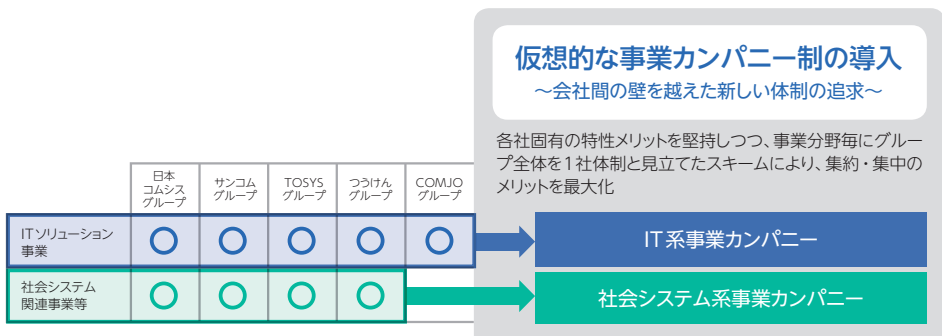 仮想的な事業カンパニー制の導入
～会社間の壁を越えた新しい体制の追求～
各社固有の特性メリットを堅持しつつ、事業分野毎にグルー
プ全体を1社体制と見立てたスキームにより、集約・集中の
メリットを最大化
日本
コムシス
グループ
サンコム
グループ
TOSYS
グループ
つうけん
グループ
COMJO
グループ
ITソリューション
事業
IT系事業カンパニー
社会システム
関連事業等
社会システム系事業カンパニー